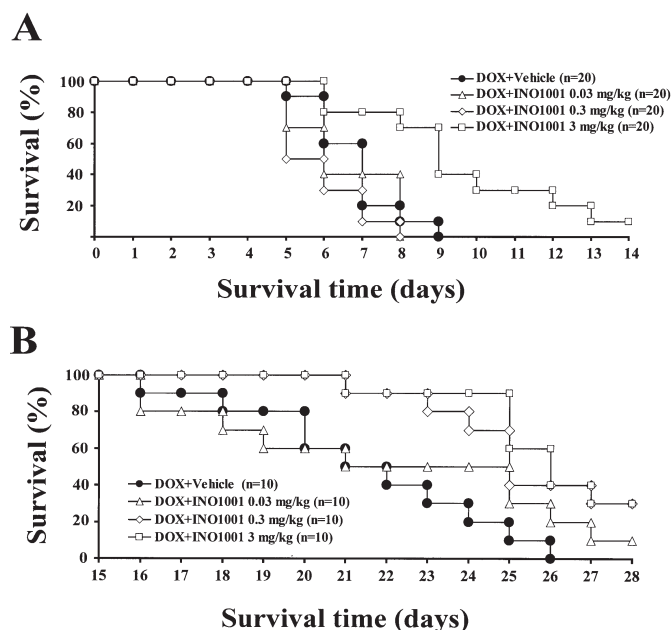 A
Survival (%)
100
80
60
40
20
DOX+Vehicle (n=20)
DOX+INO1001 0.03 mg/kg (n=20)
DOX+INO1001 0.3 mg/kg (n=20)
DOX+INO1001 3 mg/kg (n=20)
0 1 2 3 4 5 6 7 8 9 10 11 12 13 14
Survival time (days)
B
Survival (%)
100
80
60
40
20
0
DOX+Vehicle (n=10)
DOX+INO1001 0.03 mg/kg (n=10)
DOX+INO1001 0.3 mg/kg (n=10)
DOX+INO1001 3 mg/kg (n=10)
15 16 17 18 19 20 21 22 23 24 25 26 27 28
Survival time (days)